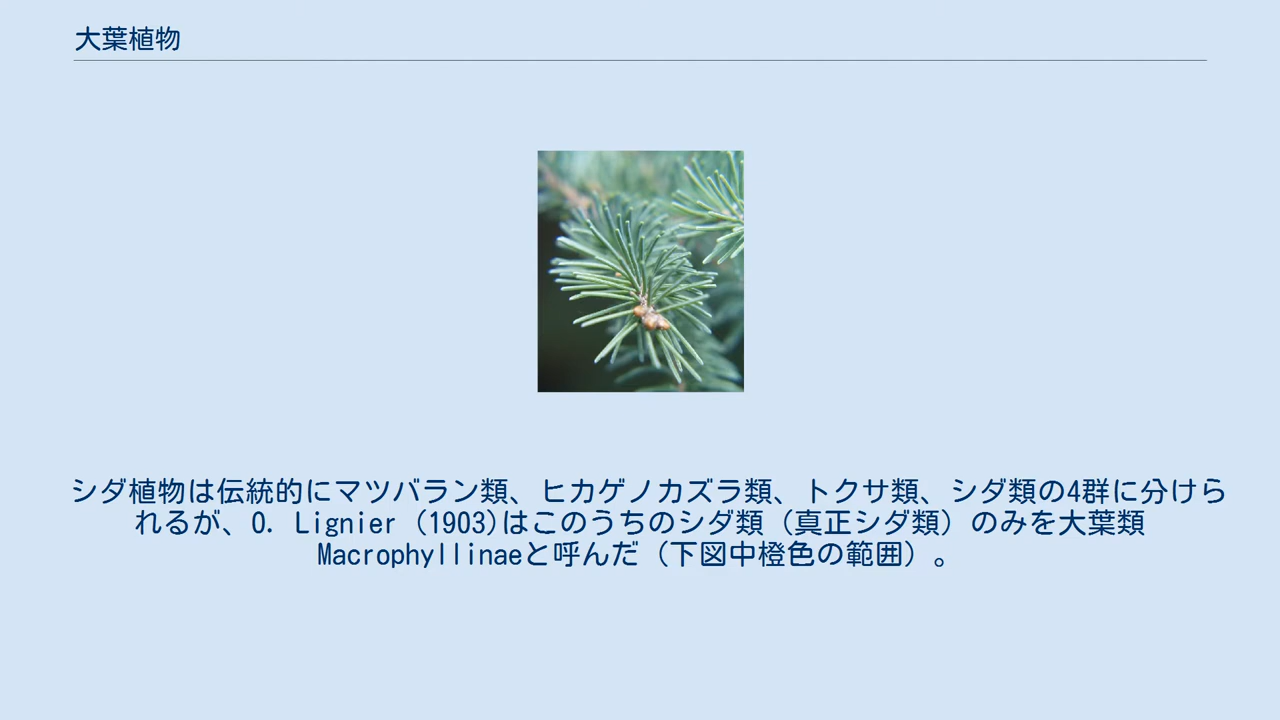 大葉植物
シダ植物は伝統的にマツバラン類、ヒカゲノカズラ類、トクサ類、シダ類の4群に分けら
れるが、O. Lignier (1903)はこのうちのシダ類（真正シダ類）のみを大葉類
Macrophyllinaeと呼んだ（下図中橙色の範囲）。